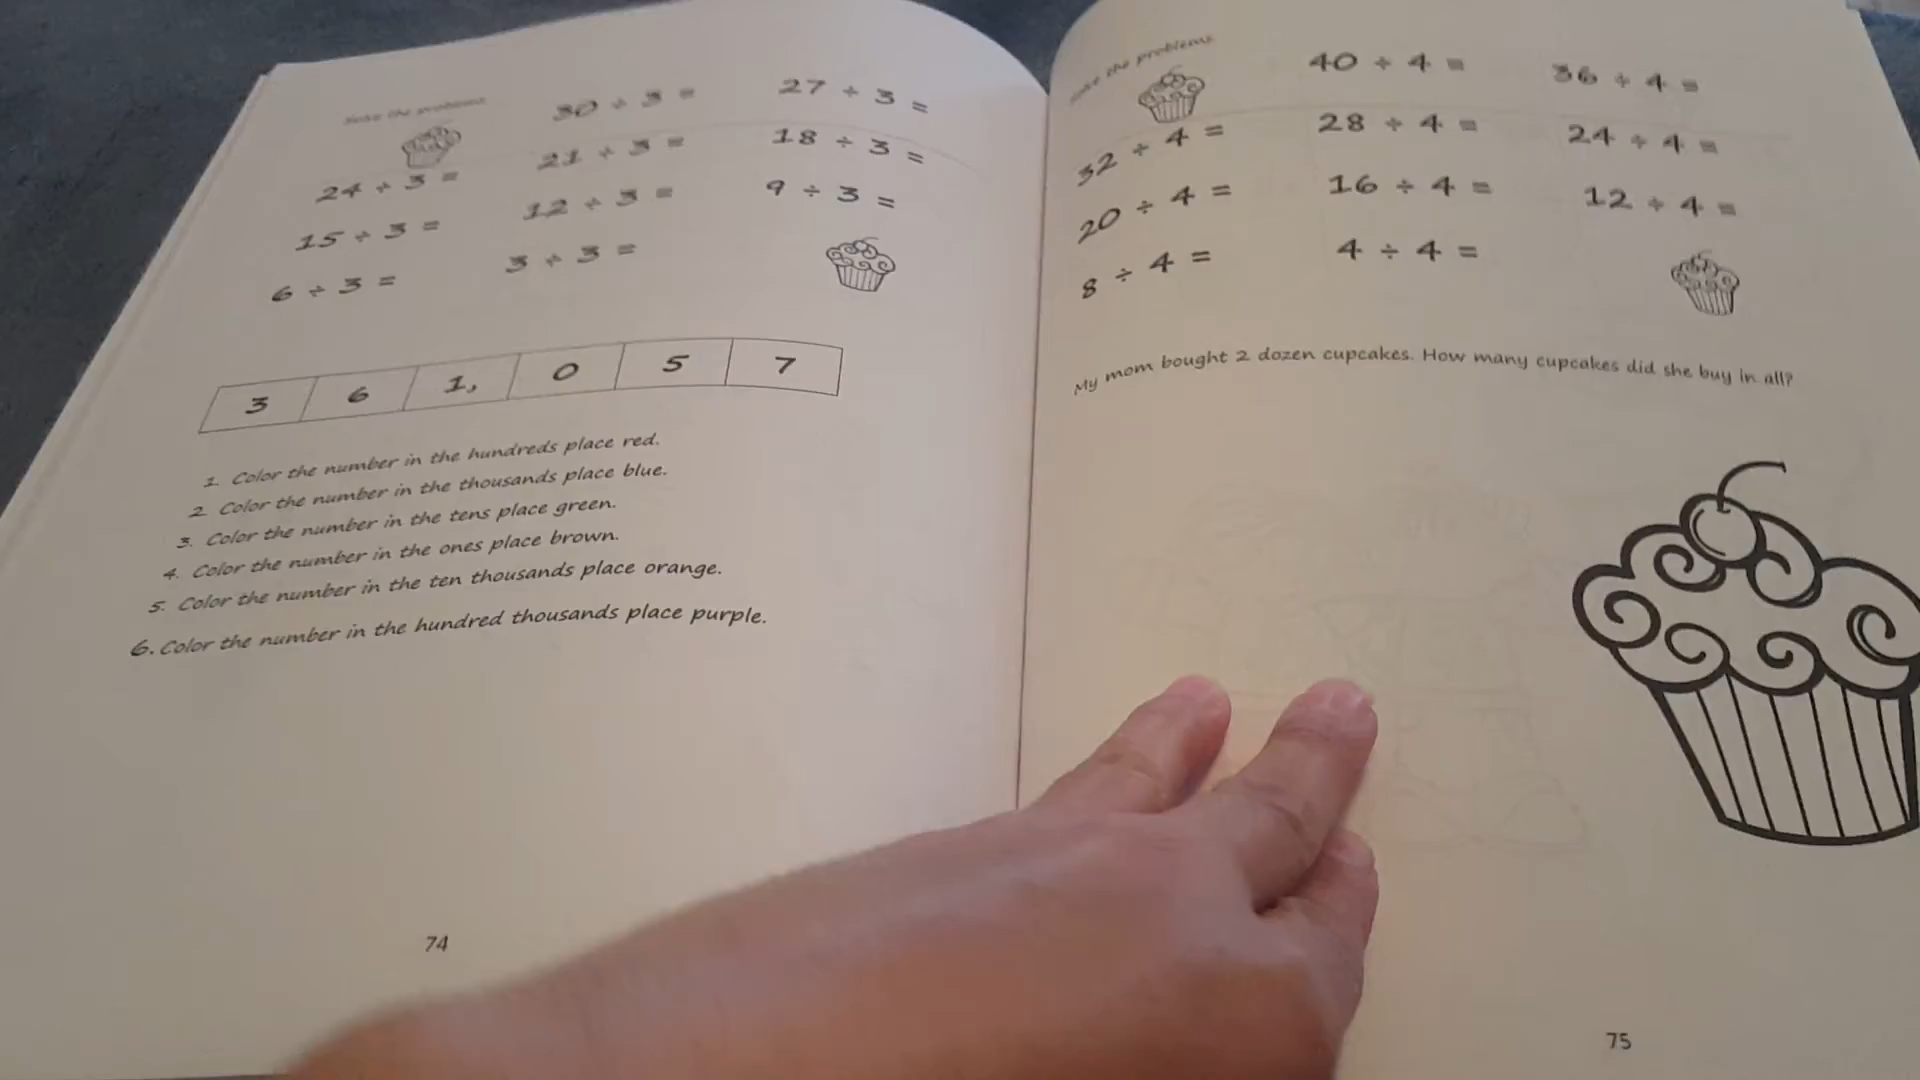 Solve the problems.
30 ÷ 3 =
27 ÷ 3 =
24 ÷ 3 =
21 ÷ 3 =
18 ÷ 3 =
15 ÷ 3 =
12 ÷ 3 =
9 ÷ 3 =
6 ÷ 3 =
3 ÷ 3 =
3 6 1, 0 5 7
1. Color the number in the hundreds place red.
2. Color the number in the thousands place blue.
3. Color the number in the tens place green.
4. Color the number in the ones place brown.
5. Color the number in the ten thousands place orange.
6. Color the number in the hundred thousands place purple.
74
Solve the problems.
40 ÷ 4 =
36 ÷ 4 =
32 ÷ 4 =
28 ÷ 4 =
24 ÷ 4 =
20 ÷ 4 =
16 ÷ 4 =
12 ÷ 4 =
8 ÷ 4 =
4 ÷ 4 =
My mom bought 2 dozen cupcakes. How many cupcakes did she buy in all?
75